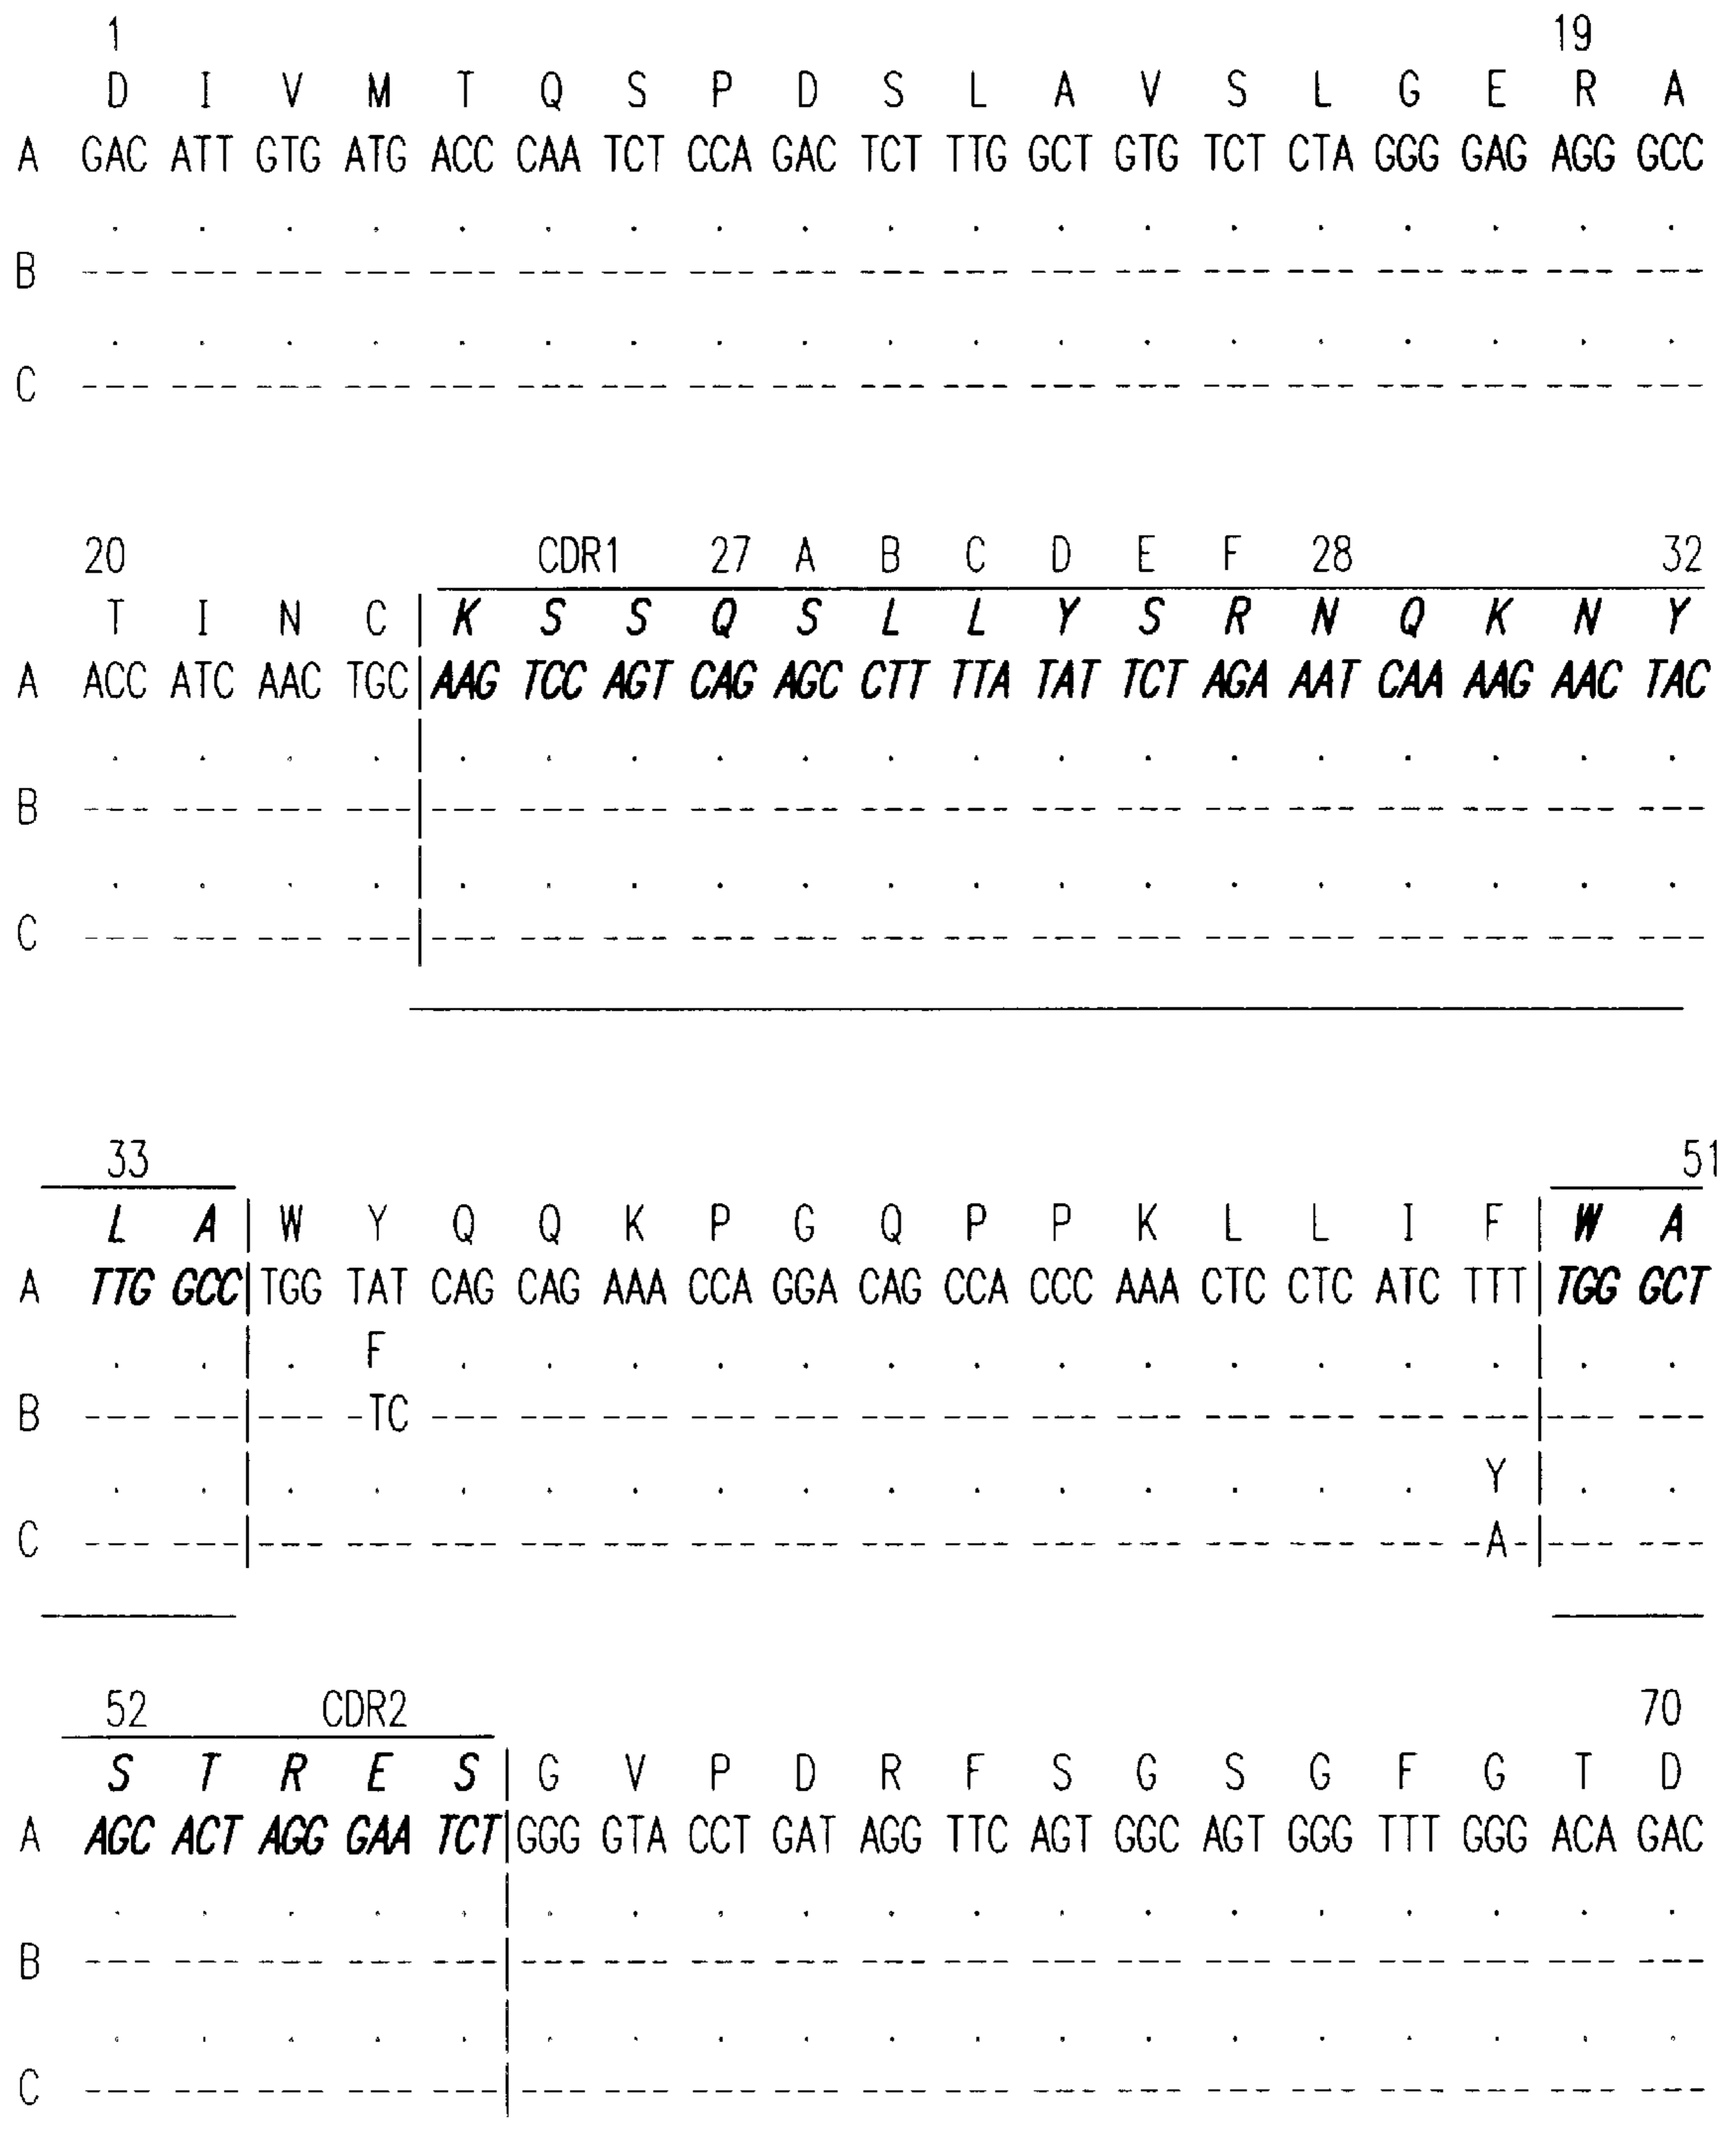 1 19
D I V M T Q S P D S L A V S L G E R A
A GAC ATT GTG ATG ACC CAA TCT CCA GAC TCT TTG GCT GTG TCT CTA GGG GAG AGG GCC
. . . . . . . . . . . . . . . . . . .
B --- --- --- --- --- --- --- --- --- --- --- --- --- --- --- --- --- --- ---
. . . . . . . . . . . . . . . . . . .
C --- --- --- --- --- --- --- --- --- --- --- --- --- --- --- --- --- --- ---
20 CDR1 27 A B C D E F 28 32
T I N C | K S S Q S L L Y S R N Q K N Y
A ACC ATC AAC TGC | AAG TCC AGT CAG AGC CTT TTA TAT TCT AGA AAT CAA AAG AAC TAC
. . . . | . . . . . . . . . . . . . . .
B --- --- --- --- | --- --- --- --- --- --- --- --- --- --- --- --- --- --- ---
. . . . | . . . . . . . . . . . . . . .
C --- --- --- --- | --- --- --- --- --- --- --- --- --- --- --- --- --- --- ---
33 51
L A | W Y Q Q K P G Q P P K L L I F | W A
A TTG GCC | TGG TAT CAG CAG AAA CCA GGA CAG CCA CCC AAA CTC CTC ATC TTT | TGG GCT
. . | . F . . . . . . . . . . . . . | . .
B --- --- | --- -TC --- --- --- --- --- --- --- --- --- --- --- --- --- | --- ---
. . | . . . . . . . . . . . . . . Y | . .
C --- --- | --- --- --- --- --- --- --- --- --- --- --- --- --- --- -A- | --- ---
52 CDR2 70
S T R E S | G V P D R F S G S G F G T D
A AGC ACT AGG GAA TCT | GGG GTA CCT GAT AGG TTC AGT GGC AGT GGG TTT GGG ACA GAC
. . . . . | . . . . . . . . . . . . . .
B --- --- --- --- --- | --- --- --- --- --- --- --- --- --- --- --- --- --- ---
. . . . . | . . . . . . . . . . . . . .
C --- --- --- --- --- | --- --- --- --- --- --- --- --- --- --- --- --- --- ---